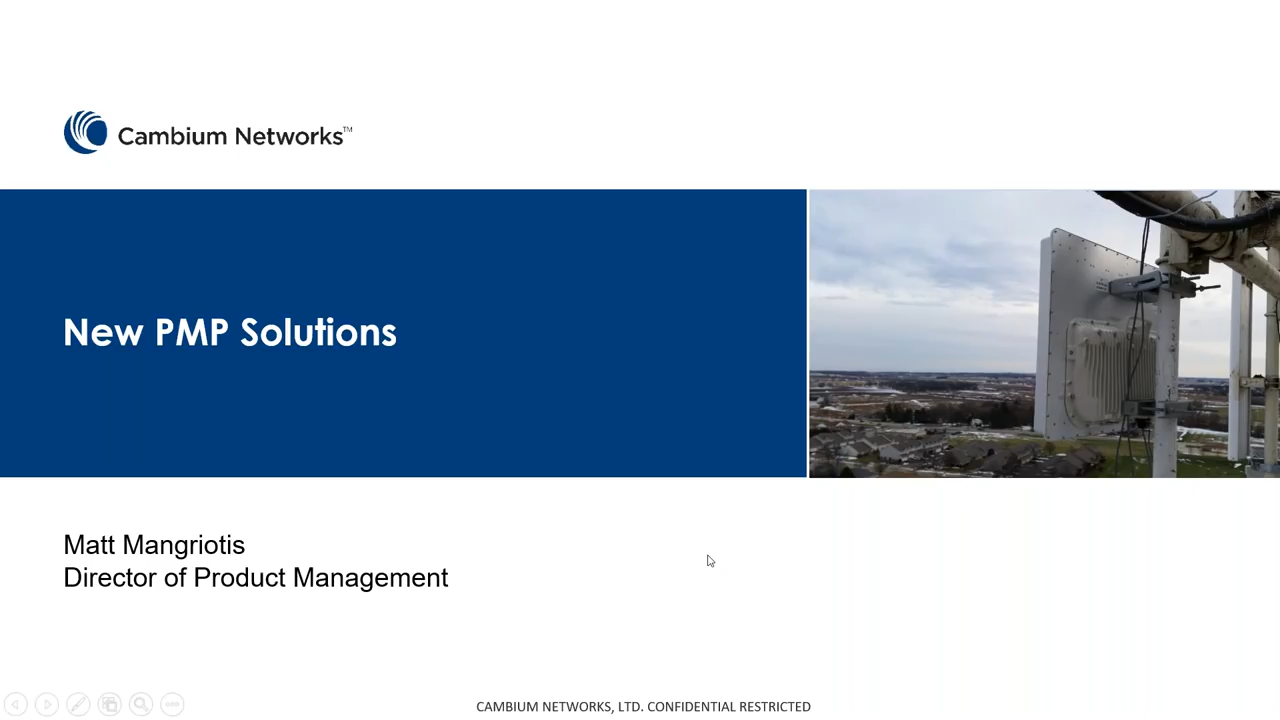 Cambium Networks™
New PMP Solutions
Matt Mangriotis
Director of Product Management
CAMBIUM NETWORKS, LTD. CONFIDENTIAL RESTRICTED